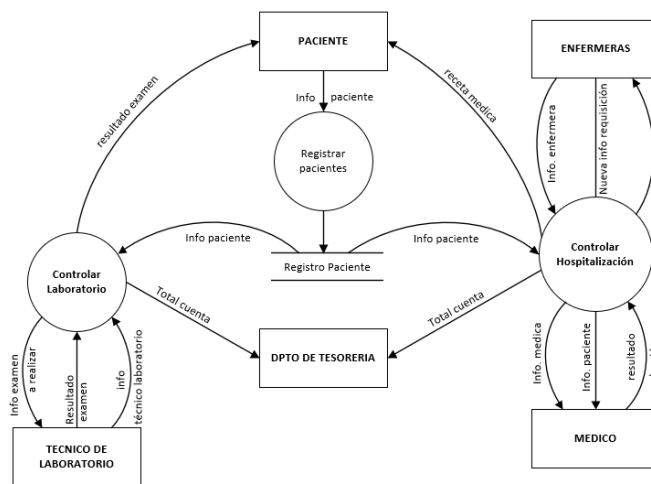 PACIENTE
ENFERMERAS
resultado examen
Info paciente
receta medica
Info. enfermera
Nueva info requisición
Registrar
pacientes
Info paciente
Info paciente
Controlar
Laboratorio
Registro Paciente
Controlar
Hospitalización
Total cuenta
Total cuenta
DPTO DE TESORERIA
Info examen
a realizar
Resultado
examen
Info
técnico laboratorio
Info. medica
Info. paciente
resultado
TECNICO DE
LABORATORIO
MEDICO